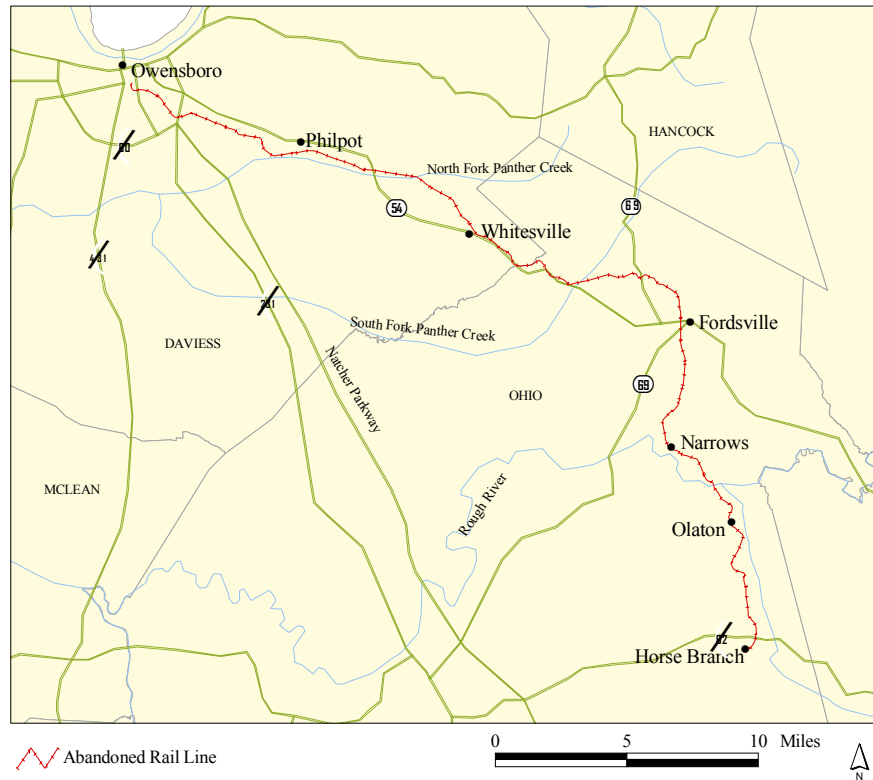 Owensboro
Philpot
HANCOCK
60
North Fork Panther Creek
54
69
Whitesville
431
231
South Fork Panther Creek
Fordsville
DAVIESS
Natcher Parkway
69
OHIO
Narrows
MCLEAN
Rough River
Olaton
62
Horse Branch
Abandoned Rail Line
0 5 10 Miles
N